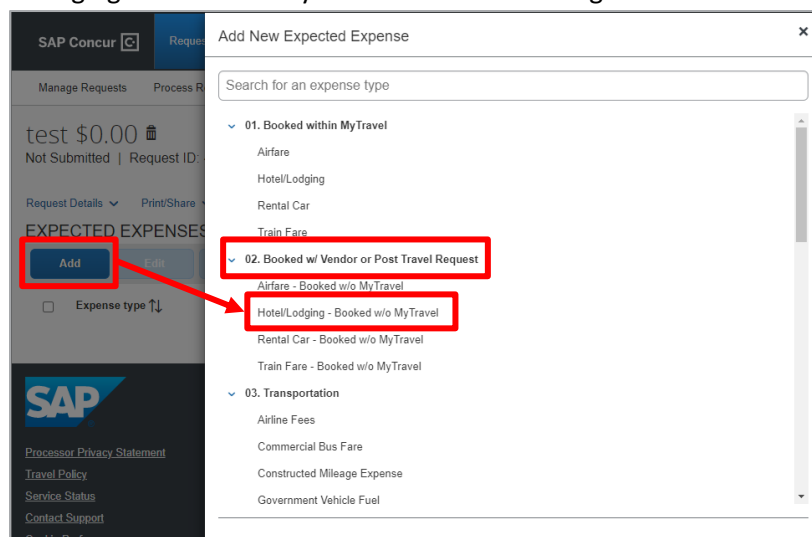 SAP Concur C
Add New Expected Expense
×
Manage Requests
Search for an expense type
test $0.00
Not Submitted | Request ID:
01. Booked within MyTravel
Airfare
Hotel/Lodging
Rental Car
Train Fare
Request Details
Print/Share
EXPECTED EXPENSES
Add
Edit
02. Booked w/ Vendor or Post Travel Request
Airfare - Booked w/o MyTravel
Hotel/Lodging - Booked w/o MyTravel
Rental Car - Booked w/o MyTravel
Train Fare - Booked w/o MyTravel
Expense type
03. Transportation
Airline Fees
Commercial Bus Fare
Constructed Mileage Expense
Government Vehicle Fuel
SAP
Processor Privacy Statement
Travel Policy
Service Status
Contact Support